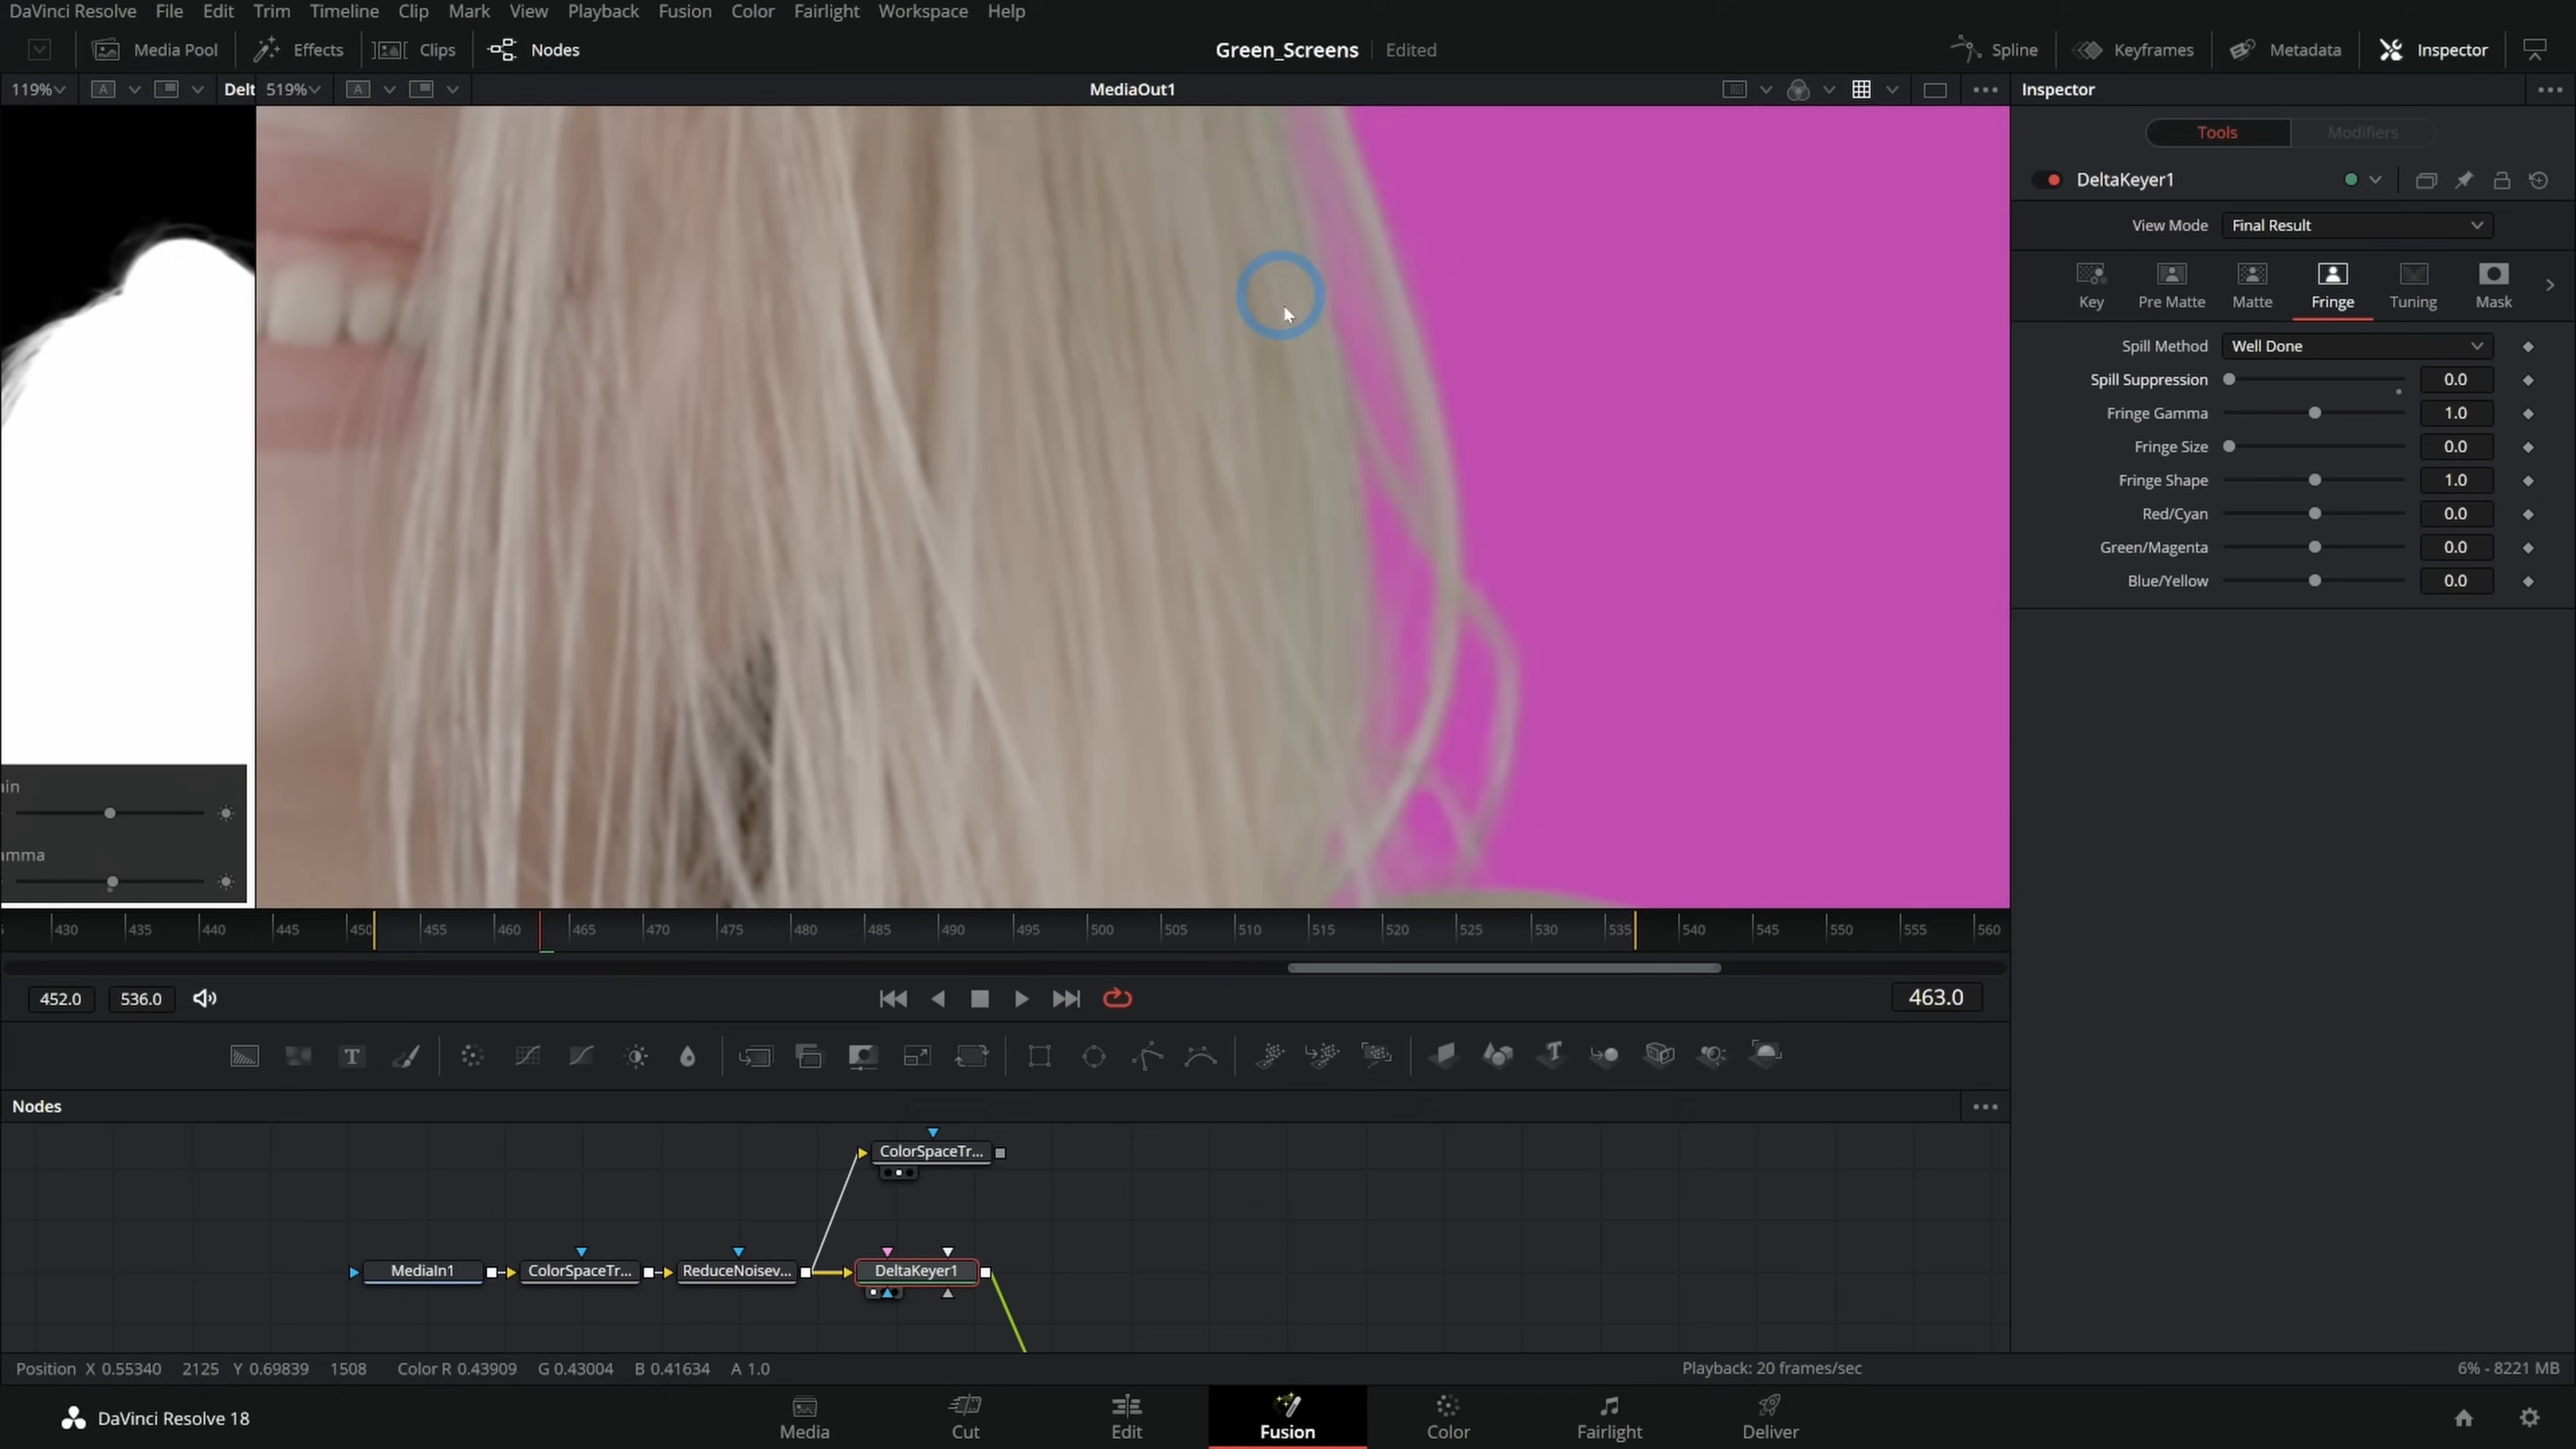 DaVinci Resolve File Edit Trim Timeline Clip Mark View Playback Fusion Color Fairlight Workspace Help
Media Pool Effects Clips Nodes Green_Screens Edited Spline Keyframes Metadata Inspector
119% A Delt 519% A MediaOut1 Inspector
Tools Modifiers
DeltaKeyer1
View Mode Final Result
Key Pre Matte Matte Fringe Tuning Mask
Spill Method Well Done
Spill Suppression 0.0
Fringe Gamma 1.0
Fringe Size 0.0
Fringe Shape 1.0
Red/Cyan 0.0
Green/Magenta 0.0
Blue/Yellow 0.0
ain
amma
430 435 440 445 450 455 460 465 470 475 480 485 490 495 500 505 510 515 520 525 530 535 540 545 550 555 560
452.0 536.0 463.0
T T
Nodes
ColorSpaceTr...
MediaIn1 ColorSpaceTr... ReduceNoisev... DeltaKeyer1
Position X 0.55340 2125 Y 0.69839 1508 Color R 0.43909 G 0.43004 B 0.41634 A 1.0 Playback: 20 frames/sec 6% - 8221 MB
DaVinci Resolve 18 Media Cut Edit Fusion Color Fairlight Deliver